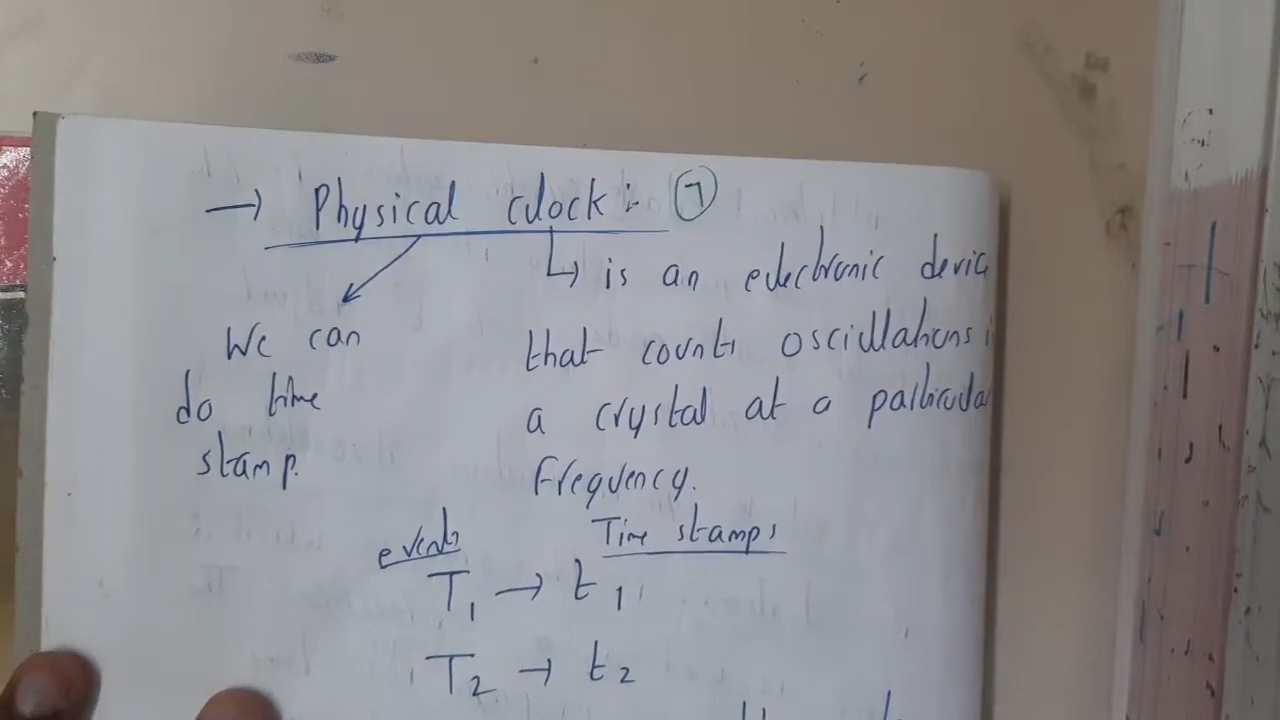 → Physical clock :- 7
↳ is an electronic devic
We can
that counts oscillations i
do time
a crystal at a particular
stamp.
Frequency.
events
Time stamps
T1 → t1
T2 → t2